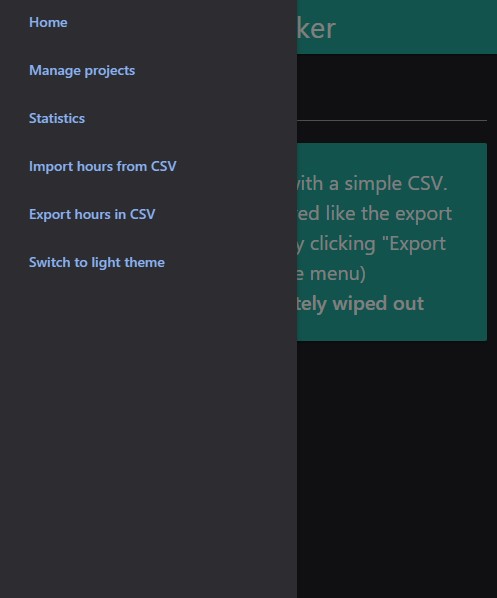 Home
Manage projects
Statistics
Import hours from CSV
Export hours in CSV
Switch to light theme
ker
with a simple CSV.
ed like the export
y clicking "Export
e menu)
tely wiped out